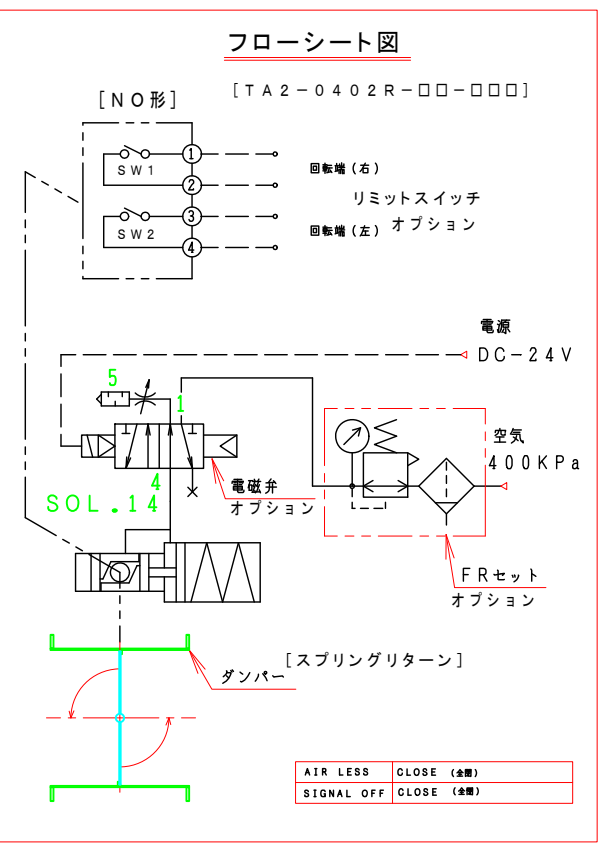 フローシート図
[TA2-0402R-□□-□□□]
[NO形]
1
SW1
2
3
SW2
4
回転端(右)
リミットスイッチ
オプション
回転端(左)
電源
DC-24V
5
1
4
SOL.14
電磁弁
オプション
空気
400KPa
FRセット
オプション
[スプリングリターン]
ダンパー
AIR LESS CLOSE (全閉)
SIGNAL OFF CLOSE (全閉)